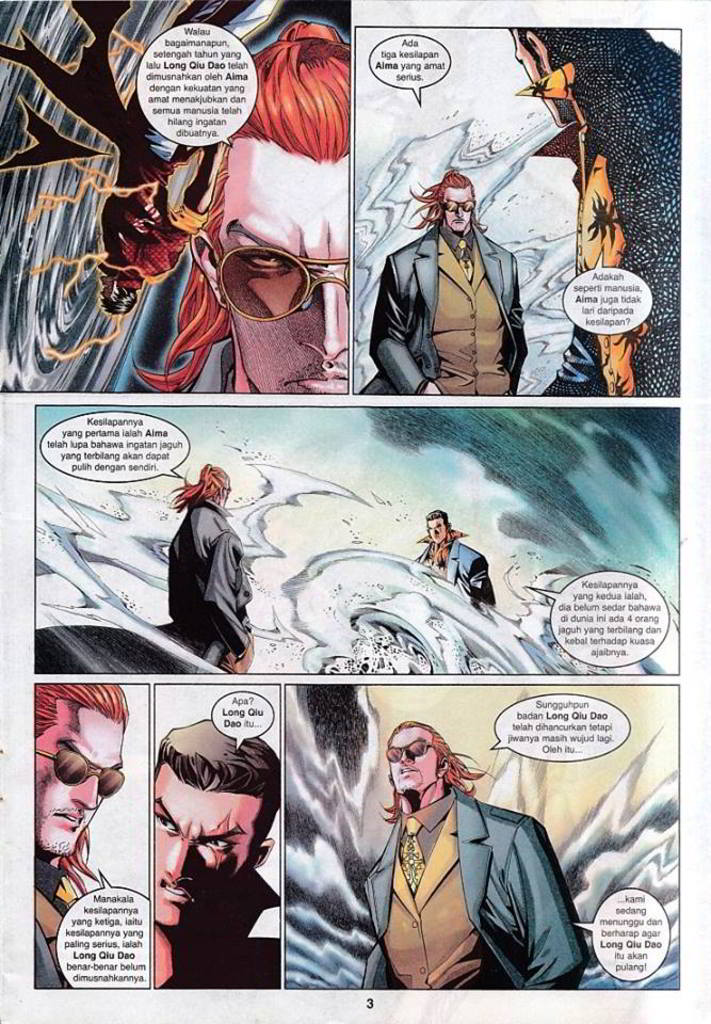 Walau
bagaimanapun,
setengah tahun yang
lalu Long Qiu Dao telah
dimusnahkan oleh Aima
dengan kekuatan yang
amat menakjubkan dan
semua manusia telah
hilang ingatan
dibuatnya.
Ada
tiga kesilapan
Aima yang amat
serius.
Adakah
seperti manusia,
Aima juga tidak
lari daripada
kesilapan?
Kesilapannya
yang pertama ialah Aima
telah lupa bahawa ingatan jaguh
yang terbilang akan dapat
pulih dengan sendiri.
Kesilapannya
yang kedua ialah,
dia belum sedar bahawa
di dunia ini ada 4 orang
jaguh yang terbilang dan
kebal terhadap kuasa
ajaibnya.
Manakala
kesilapannya
yang ketiga, iaitu
kesilapannya yang
paling serius, ialah
Long Qiu Dao
benar-benar belum
dimusnahkannya.
Apa?
Long Qiu
Dao itu...
Sungguhpun
badan Long Qiu Dao
telah dihancurkan tetapi
jiwanya masih wujud lagi.
Oleh itu...
...kami
sedang
menunggu dan
berharap agar
Long Qiu Dao
itu akan
pulang!
3